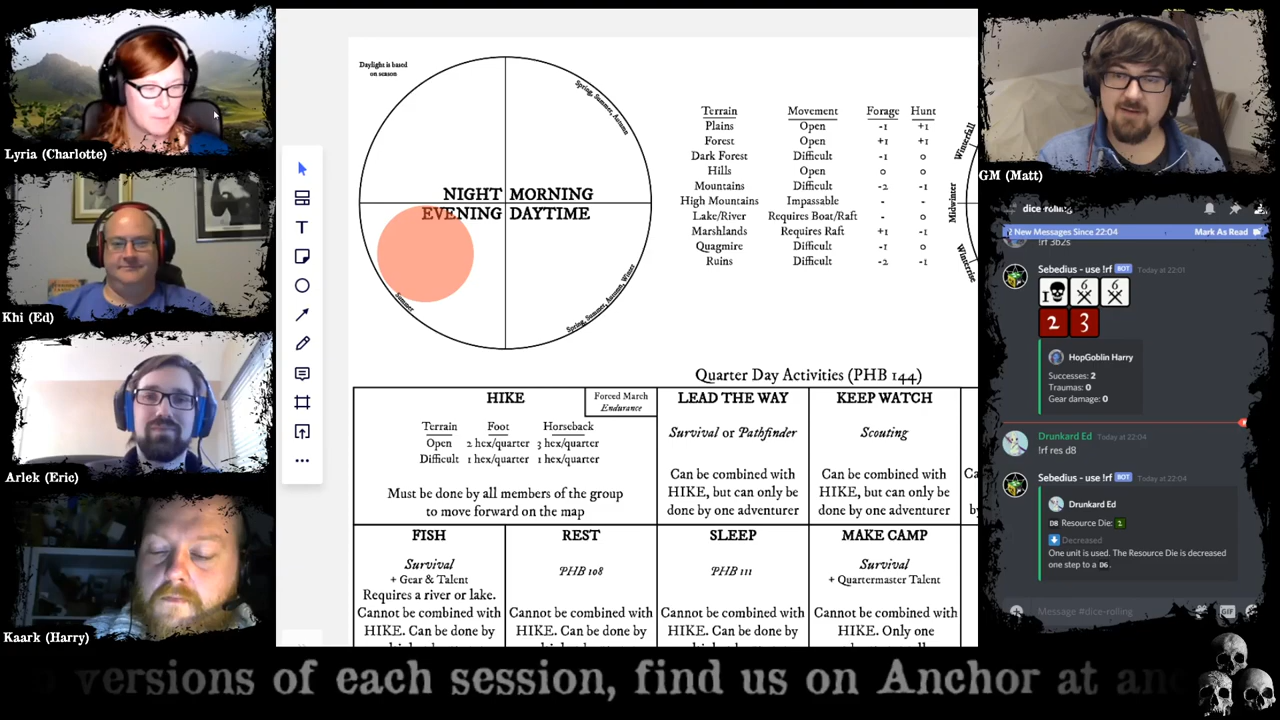 Lyria (Charlotte)
Khi (Ed)
Arlek (Eric)
Kaark (Harry)
Daylight is based
on season
Spring, Summer, Autumn
NIGHT MORNING
EVENING DAYTIME
Summer
Spring, Summer, Autumn, Winter
Terrain Movement Forage Hunt
Plains Open -1 +1
Forest Open +1 +1
Dark Forest Difficult -1 0
Hills Open 0 0
Mountains Difficult -2 -1
High Mountains Impassable - -
Lake/River Requires Boat/Raft - 0
Marshlands Requires Raft +1 -1
Quagmire Difficult -1 0
Ruins Difficult -2 -1
Winterfall
Midwinter
Winterrise
Quarter Day Activities (PHB 144)
HIKE
Forced March
Endurance
Terrain Foot Horseback
Open 2 hex/quarter 3 hex/quarter
Difficult 1 hex/quarter 1 hex/quarter
Must be done by all members of the group
to move forward on the map
LEAD THE WAY
Survival or Pathfinder
Can be combined with
HIKE, but can only be
done by one adventurer
KEEP WATCH
Scouting
Can be combined with
HIKE, but can only be
done by one adventurer
FISH
Survival
+ Gear & Talent
Requires a river or lake.
Cannot be combined with
HIKE. Can be done by
REST
PHB 108
Cannot be combined with
HIKE. Can be done by
SLEEP
PHB 111
Cannot be combined with
HIKE. Can be done by
MAKE CAMP
Survival
+ Quartermaster Talent
Cannot be combined with
HIKE. Only one
GM (Matt)
dice-rolling
New Messages Since 22:04 Mark As Read
!rf 3b2s
Sebedius - use !rf BOT Today at 22:01
1 6 6
2 3
HopGoblin Harry
Successes: 2
Traumas: 0
Gear damage: 0
Drunkard Ed Today at 22:04
!rf res d8
Sebedius - use !rf BOT Today at 22:04
Drunkard Ed
D8 Resource Die: 2
Decreased
One unit is used. The Resource Die is decreased
one step to a D6.
Message #dice-rolling
GIF
versions of each session, find us on Anchor at